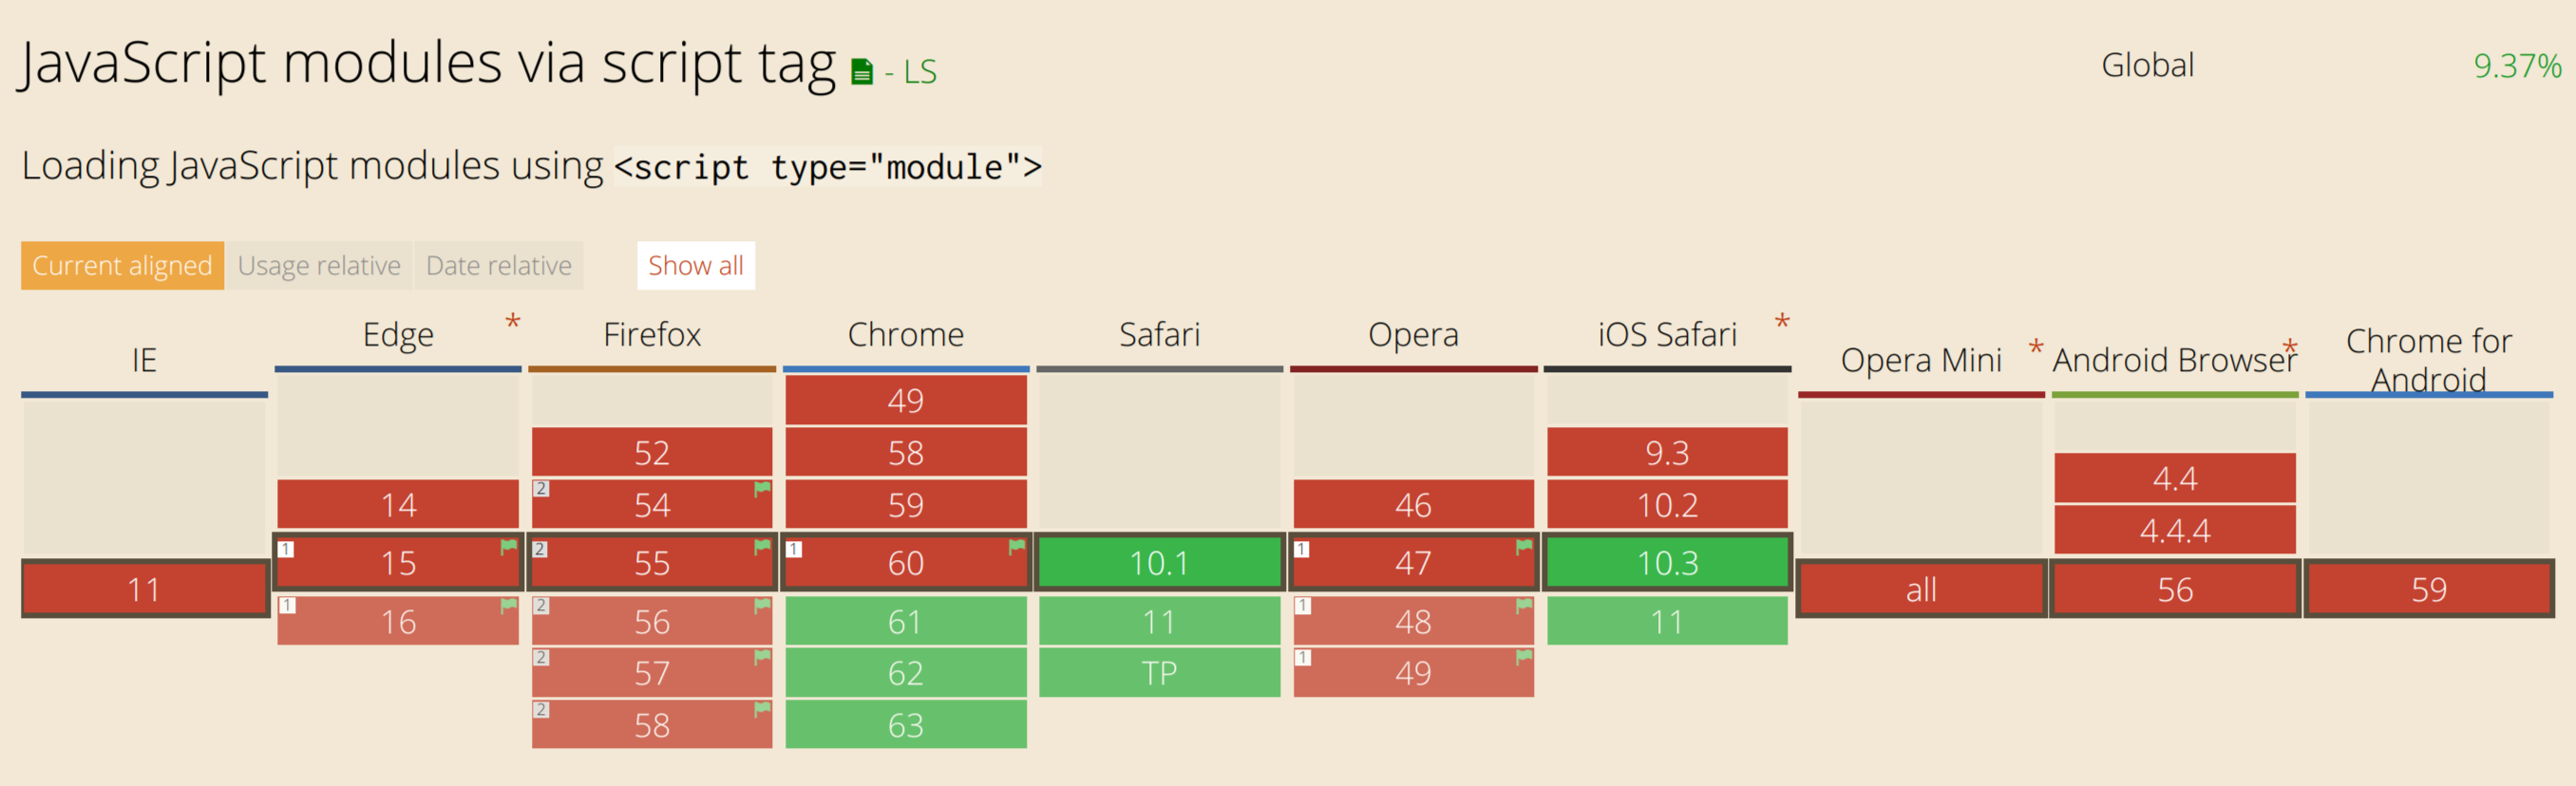 JavaScript modules via script tag - LS
Global 9.37%
Loading JavaScript modules using <script type="module">
Current aligned Usage relative Date relative Show all
IE Edge * Firefox Chrome Safari Opera iOS Safari * Opera Mini * Android Browser * Chrome for Android
49
52 58 9.3
14 2 54 59 46 10.2 4.4
4.4.4
11 1 15 2 55 1 60 10.1 1 47 10.3 all 56 59
1 16 2 56 61 11 1 48 11
2 57 62 TP 1 49
2 58 63